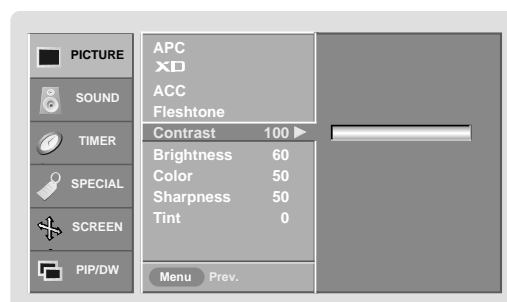 PICTURE
SOUND
TIMER
SPECIAL
SCREEN
PIP/DW
APC
XD
ACC
Fleshtone
Contrast 100 ▶
Brightness 60
Color 50
Sharpness 50
Tint 0
Menu Prev.